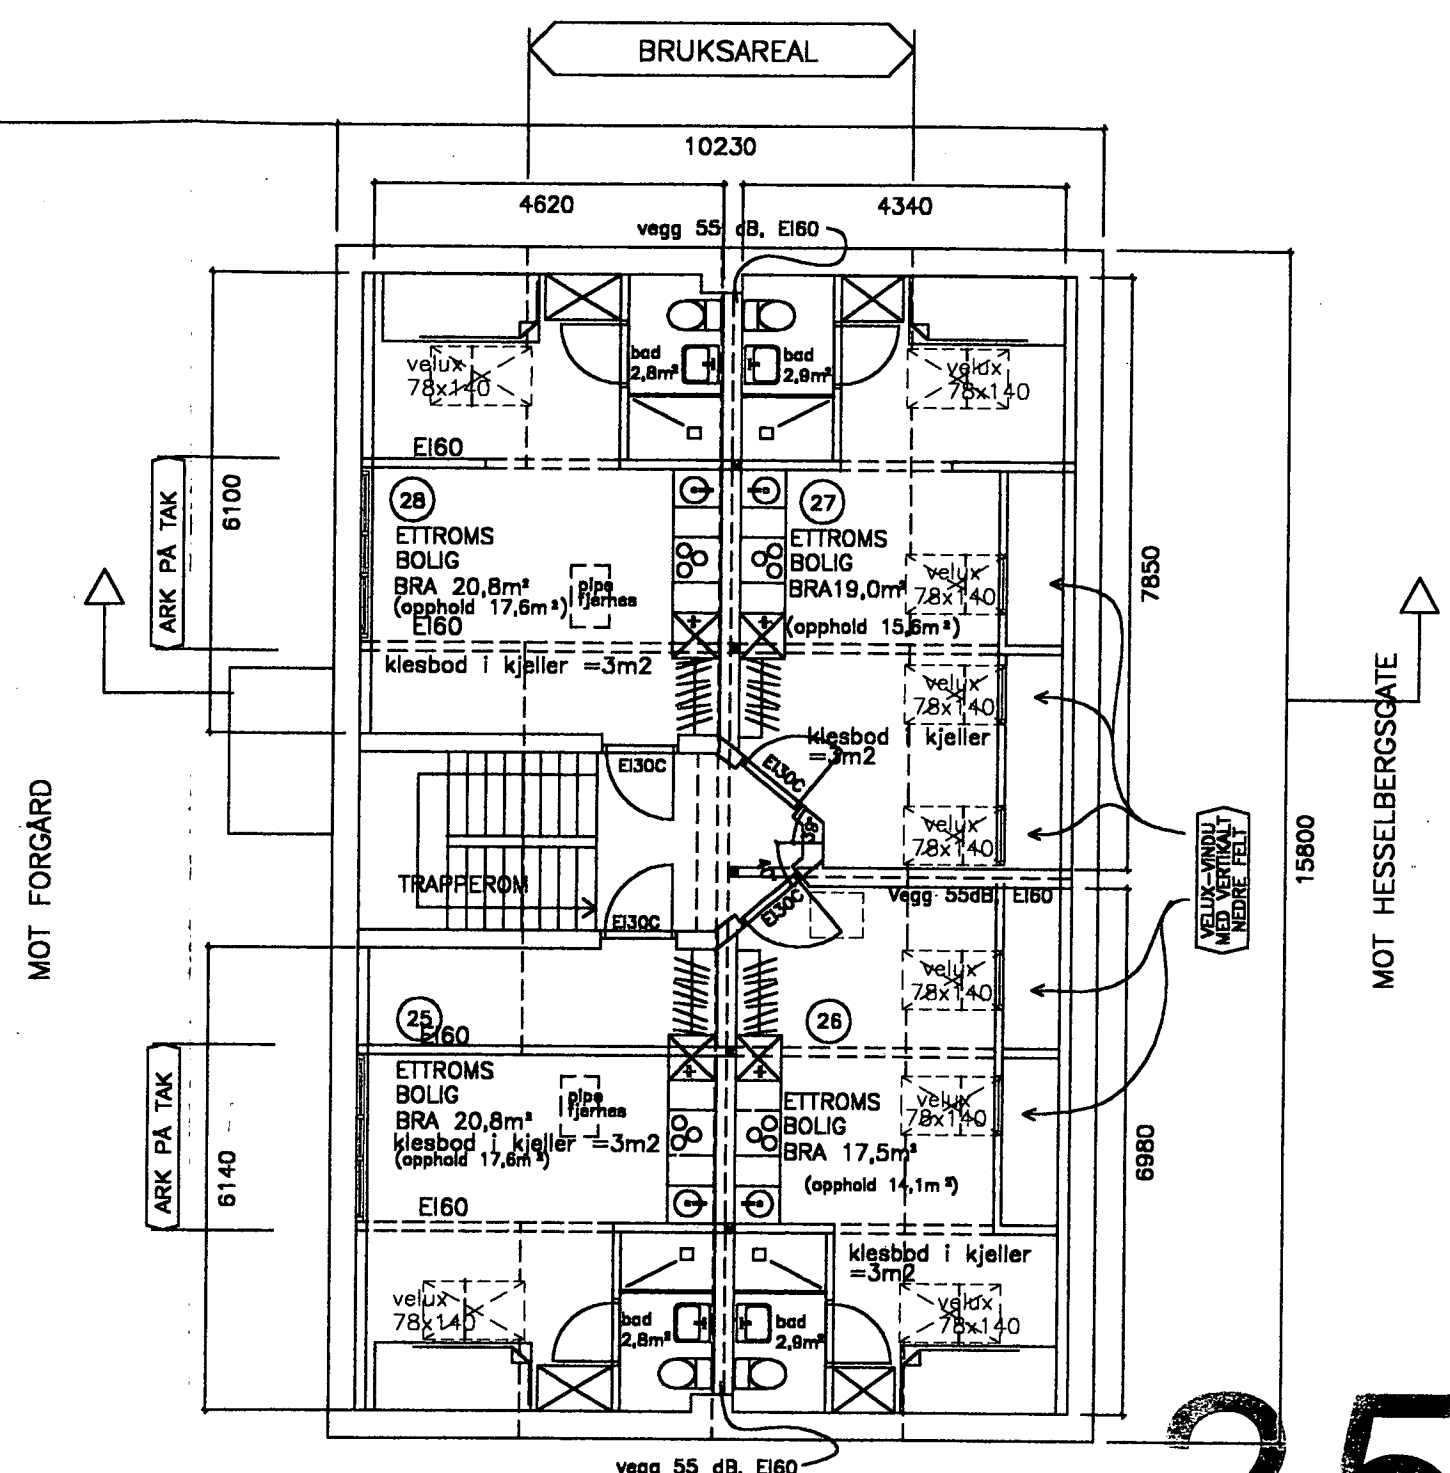 BRUKSAREAL
10230
4620
4340
vegg 55 dB, EI60
bad
2,8m²
bad
2,9m²
velux
78x140
velux
78x140
EI60
ARK PÅ TAK
6100
28
ETTROMS
BOLIG
BRA 20,8m²
(opphold 17,6m²)
EI60
pipe
fjernes
klesbod i kjeller =3m2
27
ETTROMS
BOLIG
BRA19,0m²
(opphold 15,6m²)
velux
78x140
velux
78x140
klesbod i kjeller
=3m2
velux
78x140
7850
15800
MOT FORGÅRD
MOT HESSELBERGSGATE
VELUX-VINDU
MED VERTIKALT
NEDRE FELT
EI30C
EI30C
TRAPPEROM
EI30C
EI30C
Vegg 55dB, EI60
25
EI60
ETTROMS
BOLIG
BRA 20,8m²
klesbod i kjeller =3m2
(opphold 17,6m²)
pipe
fjernes
EI60
ARK PÅ TAK
6140
26
velux
78x140
velux
78x140
ETTROMS
BOLIG
BRA 17,5m²
(opphold 14,1m²)
6980
klesbod i kjeller
=3m2
velux
78x140
velux
78x140
bad
2,8m²
bad
2,9m²
vegg 55 dB, EI60
25